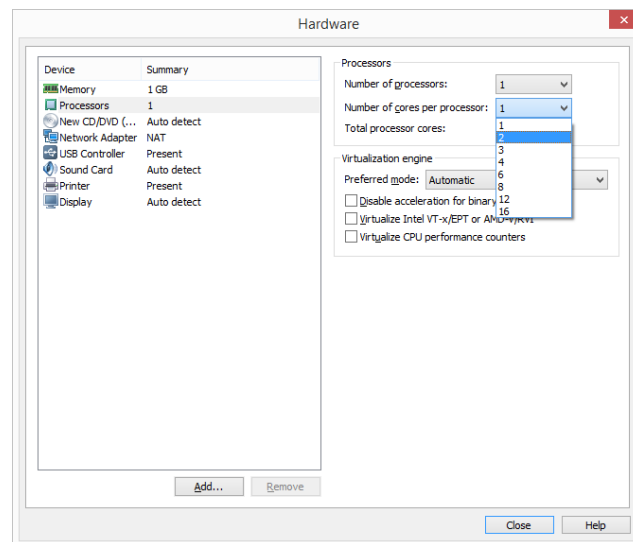 Hardware
Device Summary
Memory 1 GB
Processors 1
New CD/DVD (... Auto detect
Network Adapter NAT
USB Controller Present
Sound Card Auto detect
Printer Present
Display Auto detect
Add... Remove
Processors
Number of processors: 1
Number of cores per processor: 1
Total processor cores:
1
2
3
4
6
8
12
16
Virtualization engine
Preferred mode: Automatic
Disable acceleration for binary
Virtualize Intel VT-x/EPT or AMD-V/RVI
Virtualize CPU performance counters
Close Help